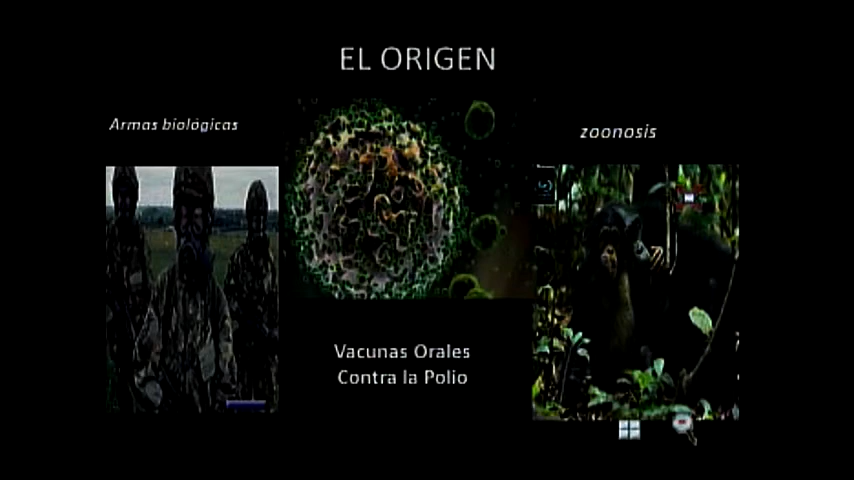 EL ORIGEN
Armas biológicas
zoonosis
Vacunas Orales
Contra la Polio